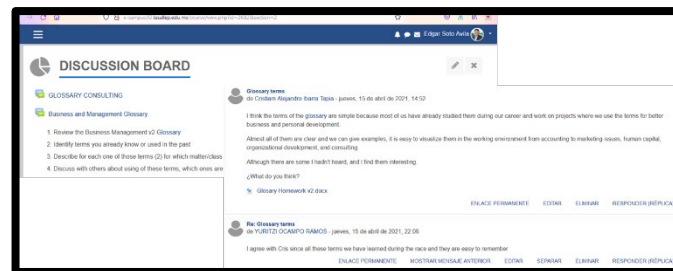 Edgar Soto Avila
DISCUSSION BOARD
GLOSSARY CONSULTING
Business and Management Glossary
1. Review the Business Management v2 Glossary
2. Identify terms you already know or used in the past
3. Describe for each one of those terms (2) for which matter/class
4. Discuss with others about using of these terms, which ones are
Glossary terms
de Cristiam Alejandre Ibarra Tapia - jueves, 15 de abril de 2021, 14:52
I think the terms of the glossary are simple because most of us have already studied them during our career and work on projects where we use the terms for better
business and personal development.
Almost all of them are clear and we can give examples, it is easy to visualize them in the working environment from accounting to marketing issues, human capital,
organizational development, and consulting
Although there are some I hadn't heard, and I find them interesting.
¿What do you think?
Glosary Homework v2.docx
ENLACE PERMANENTE EDITAR ELIMINAR RESPONDER (RÉPLICA
Re: Glossary terms
de YURITZI OCAMPO RAMOS - jueves, 15 de abril de 2021, 22:06
I agree with Cris since all these terms we have learned during the race and they are easy to remember
ENLACE PERMANENTE MOSTRAR MENSAJE ANTERIOR EDITAR SEPARAR ELIMINAR RESPONDER (RÉPLICA